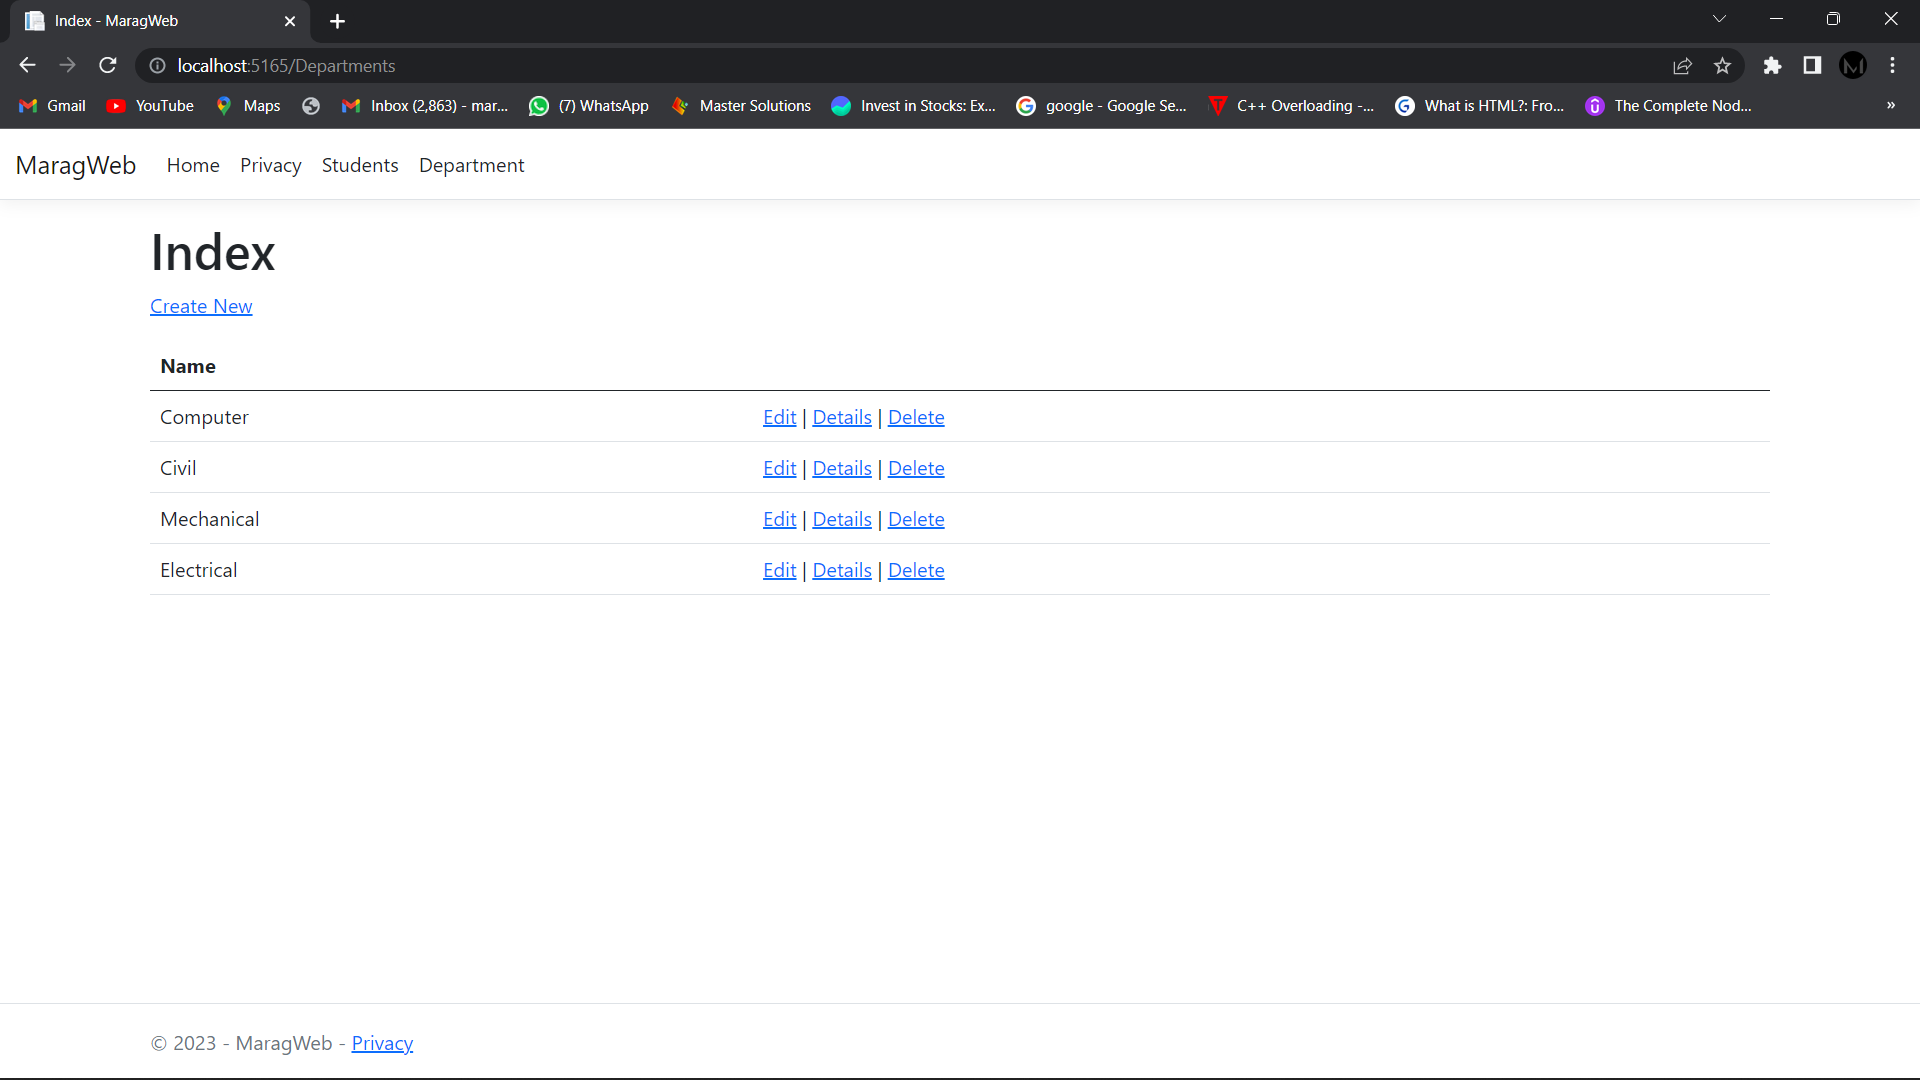 Index - MaragWeb
localhost:5165/Departments
Gmail YouTube Maps Inbox (2,863) - mar... (7) WhatsApp Master Solutions Invest in Stocks: Ex... google - Google Se... C++ Overloading -... What is HTML?: Fro... The Complete Nod... »
MaragWeb Home Privacy Students Department
Index
Create New
Name
Computer Edit | Details | Delete
Civil Edit | Details | Delete
Mechanical Edit | Details | Delete
Electrical Edit | Details | Delete
© 2023 - MaragWeb - Privacy